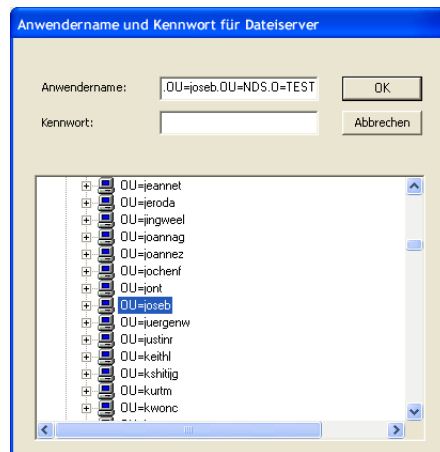 Anwendername und Kennwort für Dateiserver
Anwendername:
.OU=joseb.OU=NDS.O=TEST
OK
Kennwort:
Abbrechen
OU=jeannet
OU=jeroda
OU=jingweel
OU=joannag
OU=joannez
OU=jochenf
OU=jont
OU=joseb
OU=juergenw
OU=justinr
OU=keithl
OU=kshitijg
OU=kurtm
OU=kwonc